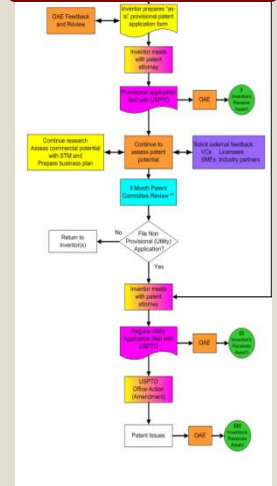 OAE Feedback
and Review
Inventor prepares "as-
is" provisional patent
application form
Inventor meets
with patent
attorney
Provisional application
filed with USPTO
OAE
$
Inventor/s
Receive
Award
Continue research
Assess commercial potential
with STM and
Prepare business plan
Continue to
assess patent
potential
Solicit external feedback:
VCs Licensees
SMEs Industry partners
9 Month Patent
Committee Review **
Return to
Inventor(s)
No
File Non
Provisional (Utility)
Application?
Yes
Inventor meets
with patent
attorney
Regular Utility
Application filed with
USPTO
OAE
$$
Inventor/s
Receives
Award
USPTO
Office Action
(Amendment)
Patent Issues
OAE
$$$
Inventor/s
Receives
Award